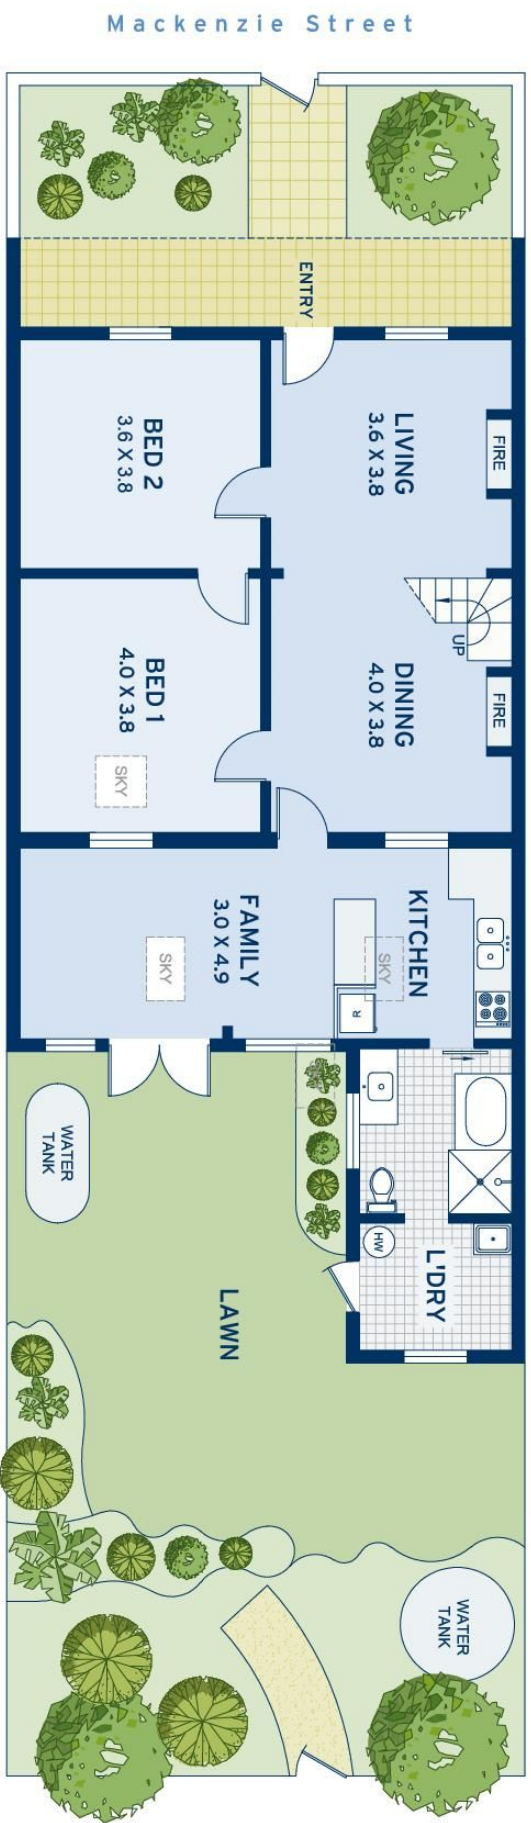 Mackenzie Street
ENTRY
BED 2
3.6 X 3.8
LIVING
3.6 X 3.8
FIRE
UP
BED 1
4.0 X 3.8
SKY
DINING
4.0 X 3.8
FIRE
FAMILY
3.0 X 4.9
SKY
KITCHEN
SKY
R
WATER
TANK
HW
L'DRY
LAWN
WATER
TANK